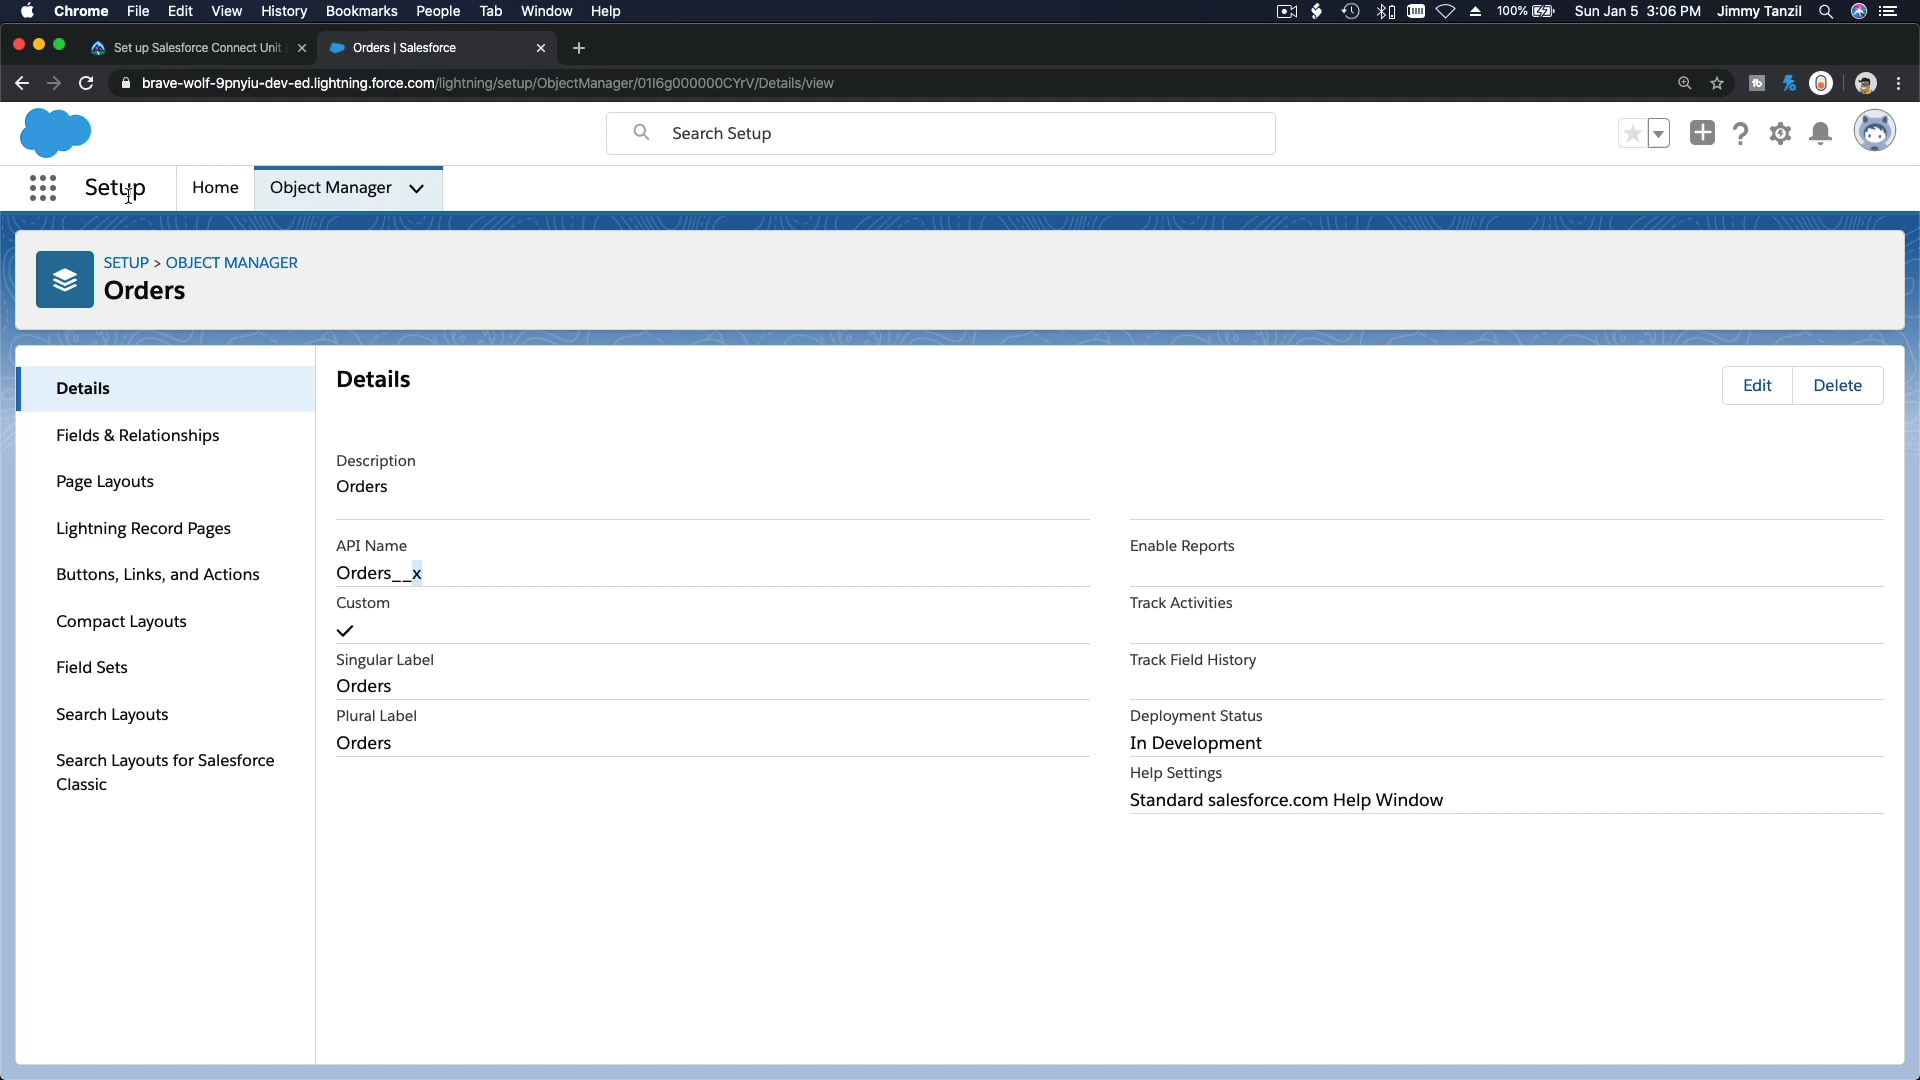 Chrome File Edit View History Bookmarks People Tab Window Help 100% Sun Jan 5 3:06 PM Jimmy Tanzil
Set up Salesforce Connect Unit Orders | Salesforce
brave-wolf-9pnyiu-dev-ed.lightning.force.com/lightning/setup/ObjectManager/01I6g000000CYrV/Details/view
Search Setup
Setup Home Object Manager
SETUP > OBJECT MANAGER
Orders
Details
Fields & Relationships
Page Layouts
Lightning Record Pages
Buttons, Links, and Actions
Compact Layouts
Field Sets
Search Layouts
Search Layouts for Salesforce
Classic
Details
Edit Delete
Description
Orders
API Name
Orders__x
Custom
Singular Label
Orders
Plural Label
Orders
Enable Reports
Track Activities
Track Field History
Deployment Status
In Development
Help Settings
Standard salesforce.com Help Window